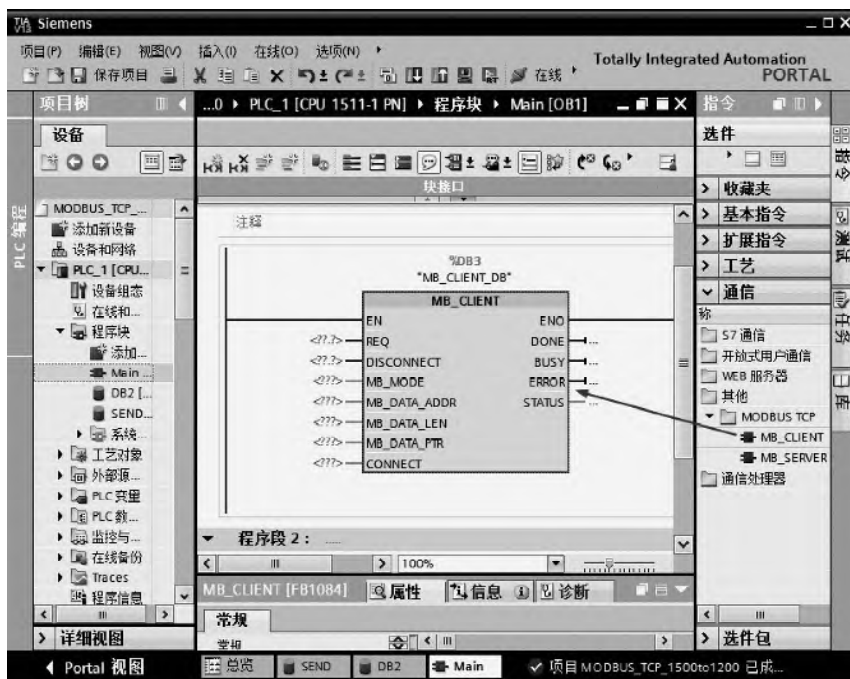 Siemens
项目(P) 编辑(E) 视图(V) 插入(I) 在线(O) 选项(N)
Totally Integrated Automation
PORTAL
保存项目
在线
项目树
...0 ▸ PLC_1 [CPU 1511-1 PN] ▸ 程序块 ▸ Main [OB1]
指令
设备
选件
块接口
PLC 编程
MODBUS_TCP_...
添加新设备
设备和网络
PLC_1 [CPU...
设备组态
在线和...
程序块
添加...
Main ...
DB2 [...
SEND...
系统...
工艺对象
外部源...
PLC 变量
PLC 数...
监控与...
在线备份
Traces
程序信息
详细视图
注释
%DB3
"MB_CLIENT_DB"
MB_CLIENT
EN ENO
<??.?> REQ DONE ...
<??.?> DISCONNECT BUSY ...
<???> MB_MODE ERROR ...
<???> MB_DATA_ADDR STATUS ...
<???> MB_DATA_LEN
<???> MB_DATA_PTR
<???> CONNECT
程序段 2： ......
100%
MB_CLIENT [FB1084] 属性 信息 诊断
常规
常规
收藏夹
基本指令
扩展指令
工艺
通信
称
S7 通信
开放式用户通信
WEB 服务器
其他
MODBUS TCP
MB_CLIENT
MB_SERVER
通信处理器
选件包
测试
任务
库
Portal 视图 总览 SEND DB2 Main 项目 MODBUS_TCP_1500to1200 已成...